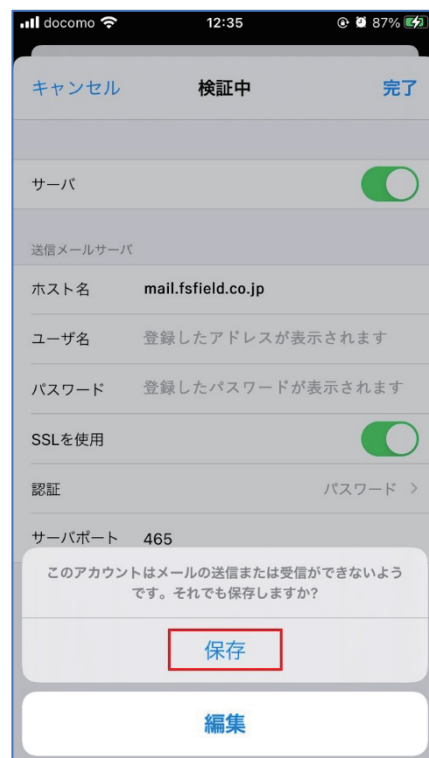 docomo 12:35 87%
キャンセル 検証中 完了
サーバ
送信メールサーバ
ホスト名 mail.fsfield.co.jp
ユーザ名 登録したアドレスが表示されます
パスワード 登録したパスワードが表示されます
SSLを使用
認証 パスワード >
サーバポート 465
このアカウントはメールの送信または受信ができないよう
です。それでも保存しますか?
保存
編集